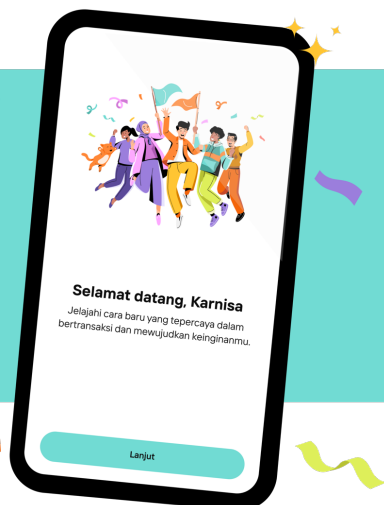 Selamat datang, Karnisa
Jelajahi cara baru yang tepercaya dalam
bertransaksi dan mewujudkan keinginanmu.
Lanjut